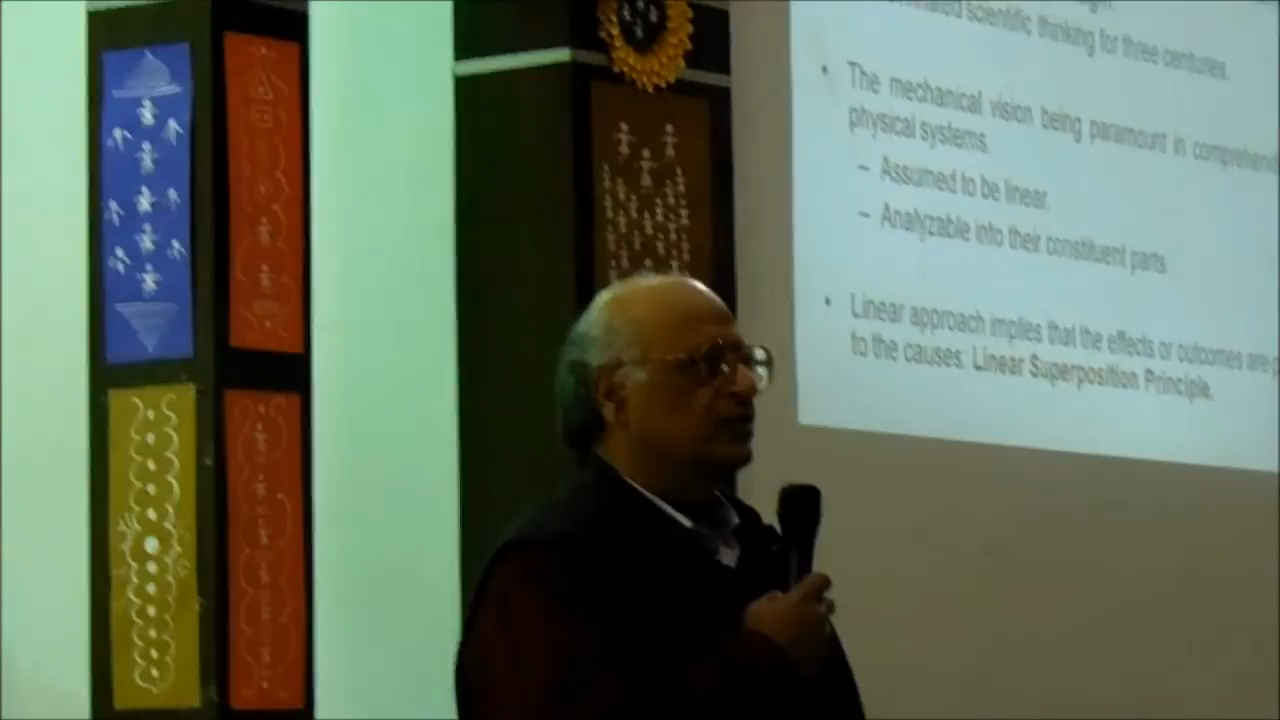 scientific thinking for three centuries.
• The mechanical vision being paramount in
physical systems.
– Assumed to be linear.
– Analyzable into their constituent parts
• Linear approach implies that the effects or outcomes are
to the causes: Linear Superposition Principle.